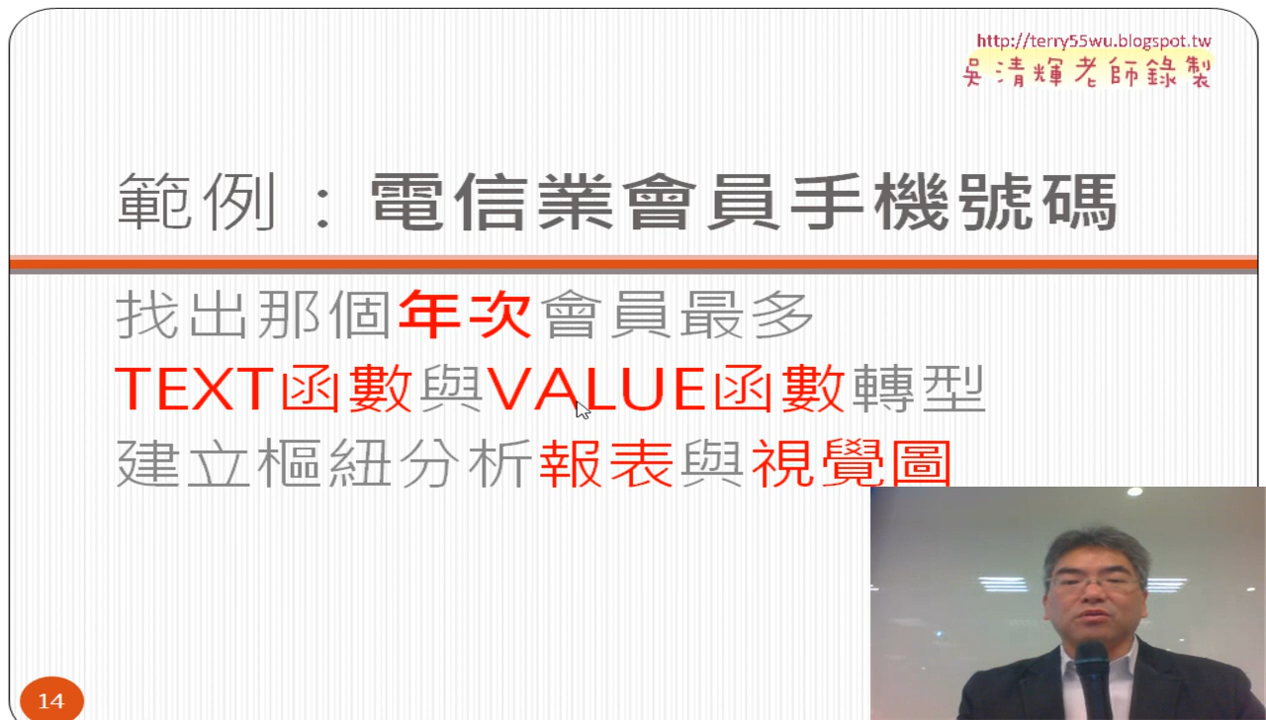 http://terry55wu.blogspot.tw
吳清輝老師錄製
範例：電信業會員手機號碼
找出那個年次會員最多
TEXT函數與VALUE函數轉型
建立樞紐分析報表與視覺圖
14